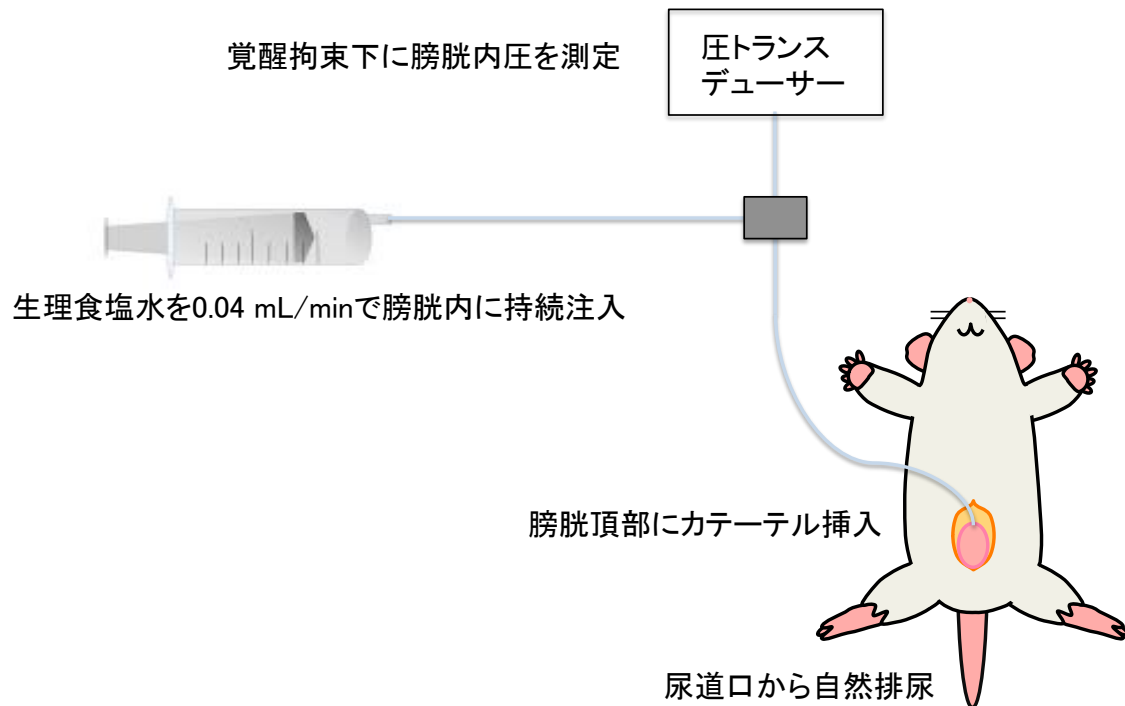 覚醒拘束下に膀胱内圧を測定
圧トランス
デューサー
生理食塩水を0.04 mL/minで膀胱内に持続注入
膀胱頂部にカテーテル挿入
尿道口から自然排尿